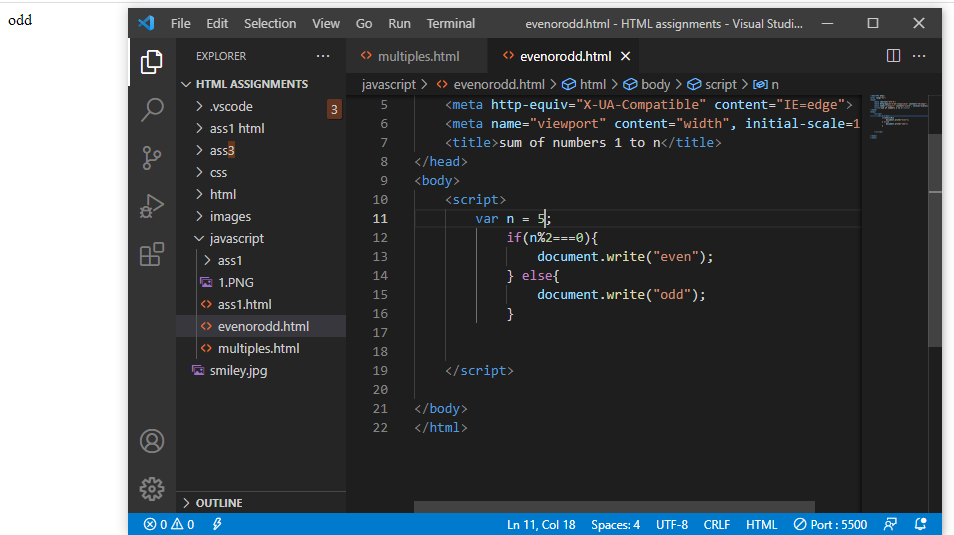 odd
File Edit Selection View Go Run Terminal evenorodd.html - HTML assignments - Visual Studi...
EXPLORER
HTML ASSIGNMENTS
.vscode
3
ass1 html
ass3
css
html
images
javascript
ass1
1.PNG
ass1.html
evenorodd.html
multiples.html
smiley.jpg
OUTLINE
multiples.html evenorodd.html
javascript > evenorodd.html > html > body > script > n
5 <meta http-equiv="X-UA-Compatible" content="IE=edge">
6 <meta name="viewport" content="width", initial-scale=1
7 <title>sum of numbers 1 to n</title>
8 </head>
9 <body>
10 <script>
11 var n = 5;
12 if(n%2===0){
13 document.write("even");
14 } else{
15 document.write("odd");
16 }
17
18
19 </script>
20
21 </body>
22 </html>
0 0 Ln 11, Col 18 Spaces: 4 UTF-8 CRLF HTML Port : 5500